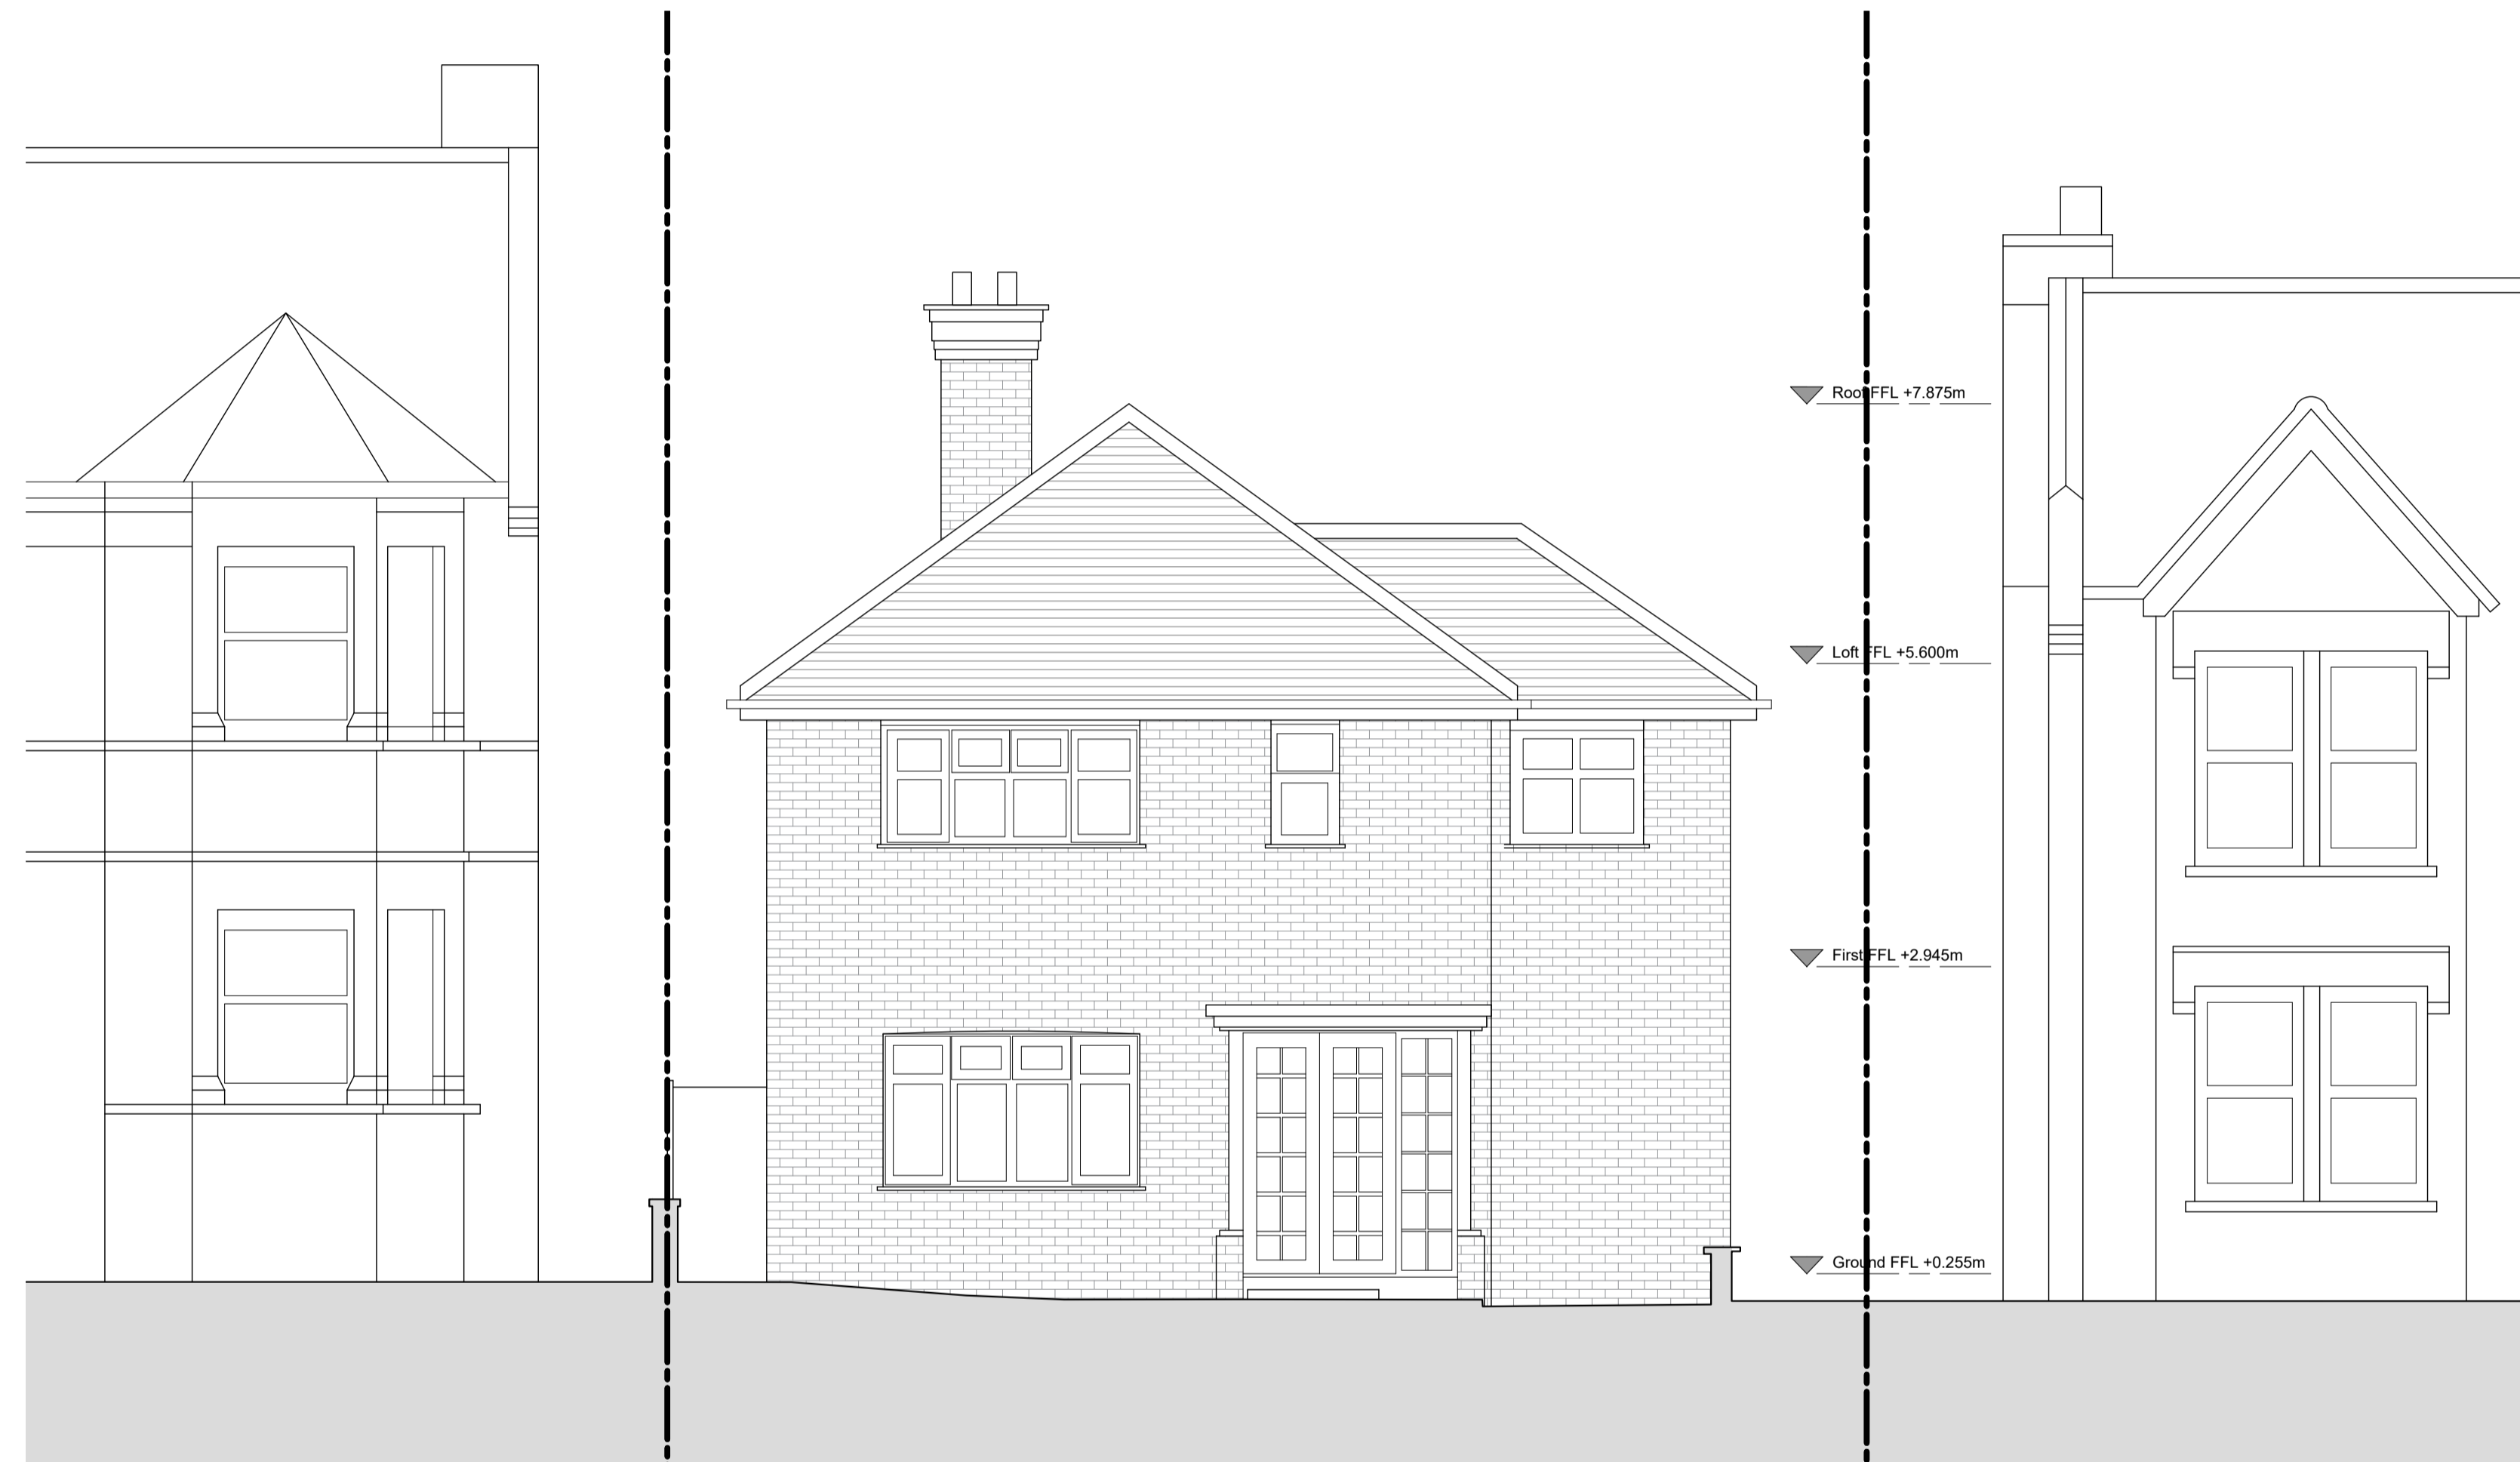 Roof FFL +7.875m
Loft FFL +5.600m
First FFL +2.945m
Ground FFL +0.255m